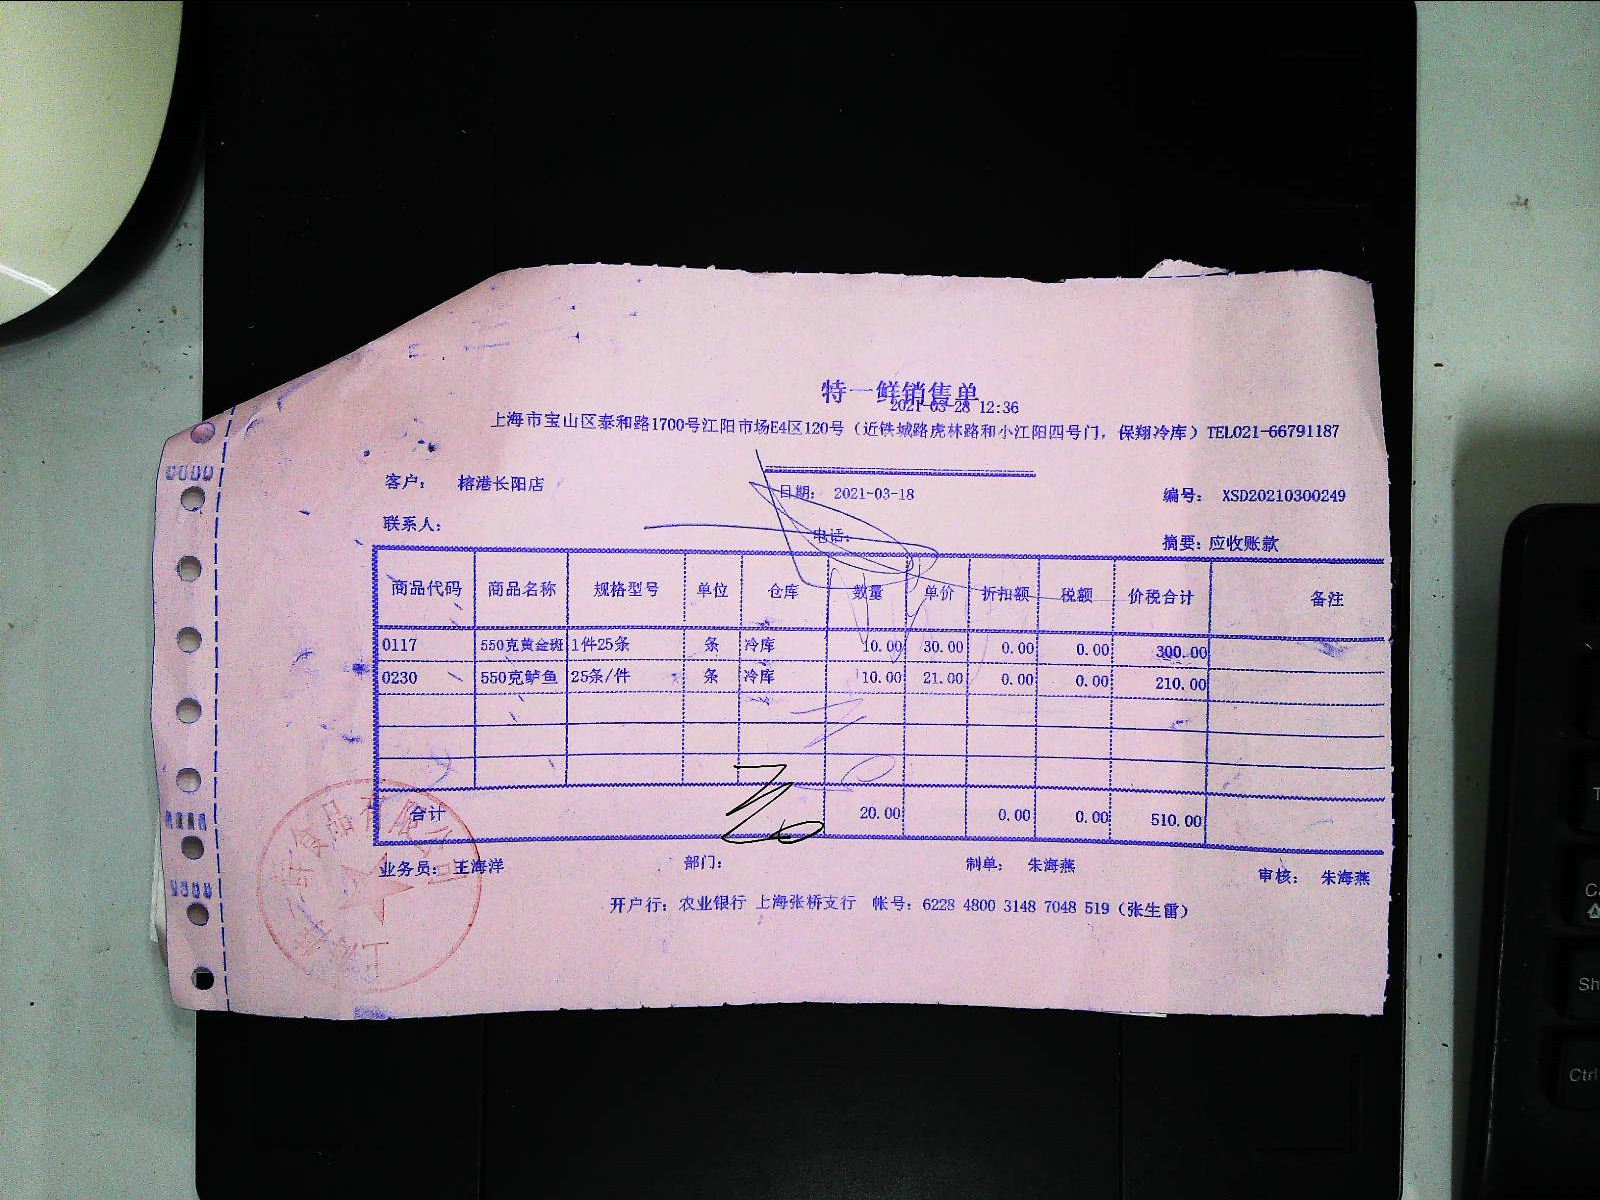 特一鲜销售单
2021-03-28 12:36
上海市宝山区泰和路1700号江阳市场E4区120号（近铁城路虎林路和小江阳四号门，保翔冷库）TEL021-66791187
客户： 榕港长阳店 日期： 2021-03-18 编号： XSD20210300249
联系人： 电话： 摘要：应收账款
商品代码 商品名称 规格型号 单位 仓库 数量 单价 折扣额 税额 价税合计 备注
0117 550克黄金斑 1件25条 条 冷库 10.00 30.00 0.00 0.00 300.00
0230 550克鲈鱼 25条/件 条 冷库 10.00 21.00 0.00 0.00 210.00
合计 20.00 0.00 0.00 510.00
业务员： 王海洋 部门： 制单： 朱海燕 审核： 朱海燕
开户行：农业银行 上海张桥支行 帐号：6228 4800 3148 7048 519（张生雷）
食品有限公司
Ctrl